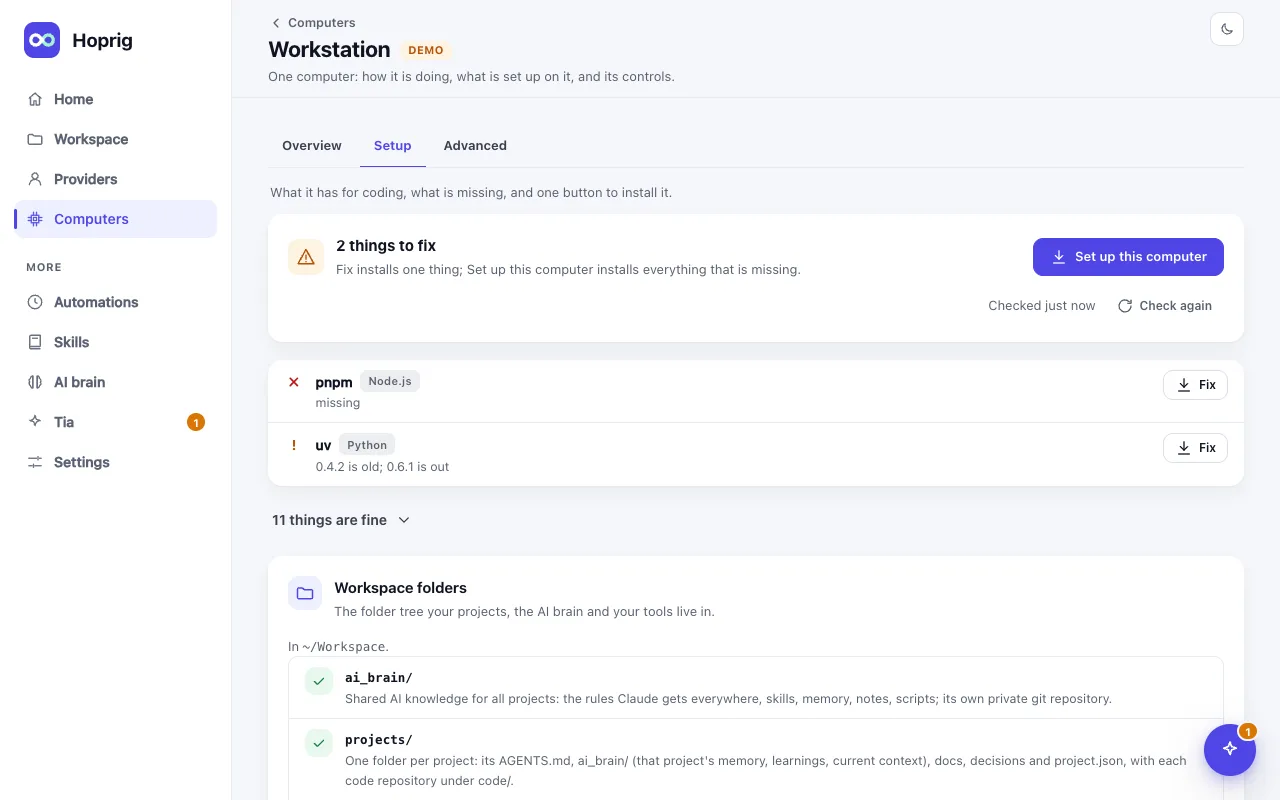 Hoprig
Home
Workspace
Providers
Computers
MORE
Automations
Skills
AI brain
Tia
1
Settings
Computers
Workstation DEMO
One computer: how it is doing, what is set up on it, and its controls.
Overview Setup Advanced
What it has for coding, what is missing, and one button to install it.
2 things to fix
Fix installs one thing; Set up this computer installs everything that is missing.
Set up this computer
Checked just now Check again
pnpm Node.js
missing
Fix
! uv Python
0.4.2 is old; 0.6.1 is out
Fix
11 things are fine
Workspace folders
The folder tree your projects, the AI brain and your tools live in.
In ~/Workspace.
ai_brain/
Shared AI knowledge for all projects: the rules Claude gets everywhere, skills, memory, notes, scripts; its own private git repository.
projects/
One folder per project: its AGENTS.md, ai_brain/ (that project's memory, learnings, current context), docs, decisions and project.json, with each
code repository under code/.
1